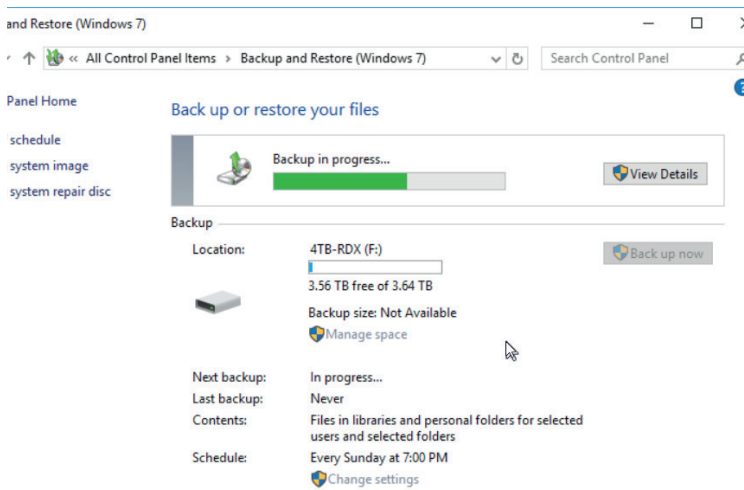 and Restore (Windows 7)
« All Control Panel Items › Backup and Restore (Windows 7)
Search Control Panel
Panel Home
schedule
system image
system repair disc
Back up or restore your files
Backup in progress...
View Details
Backup
Location:
4TB-RDX (F:)
Back up now
3.56 TB free of 3.64 TB
Backup size: Not Available
Manage space
Next backup:
In progress...
Last backup:
Never
Contents:
Files in libraries and personal folders for selected
users and selected folders
Schedule:
Every Sunday at 7:00 PM
Change settings